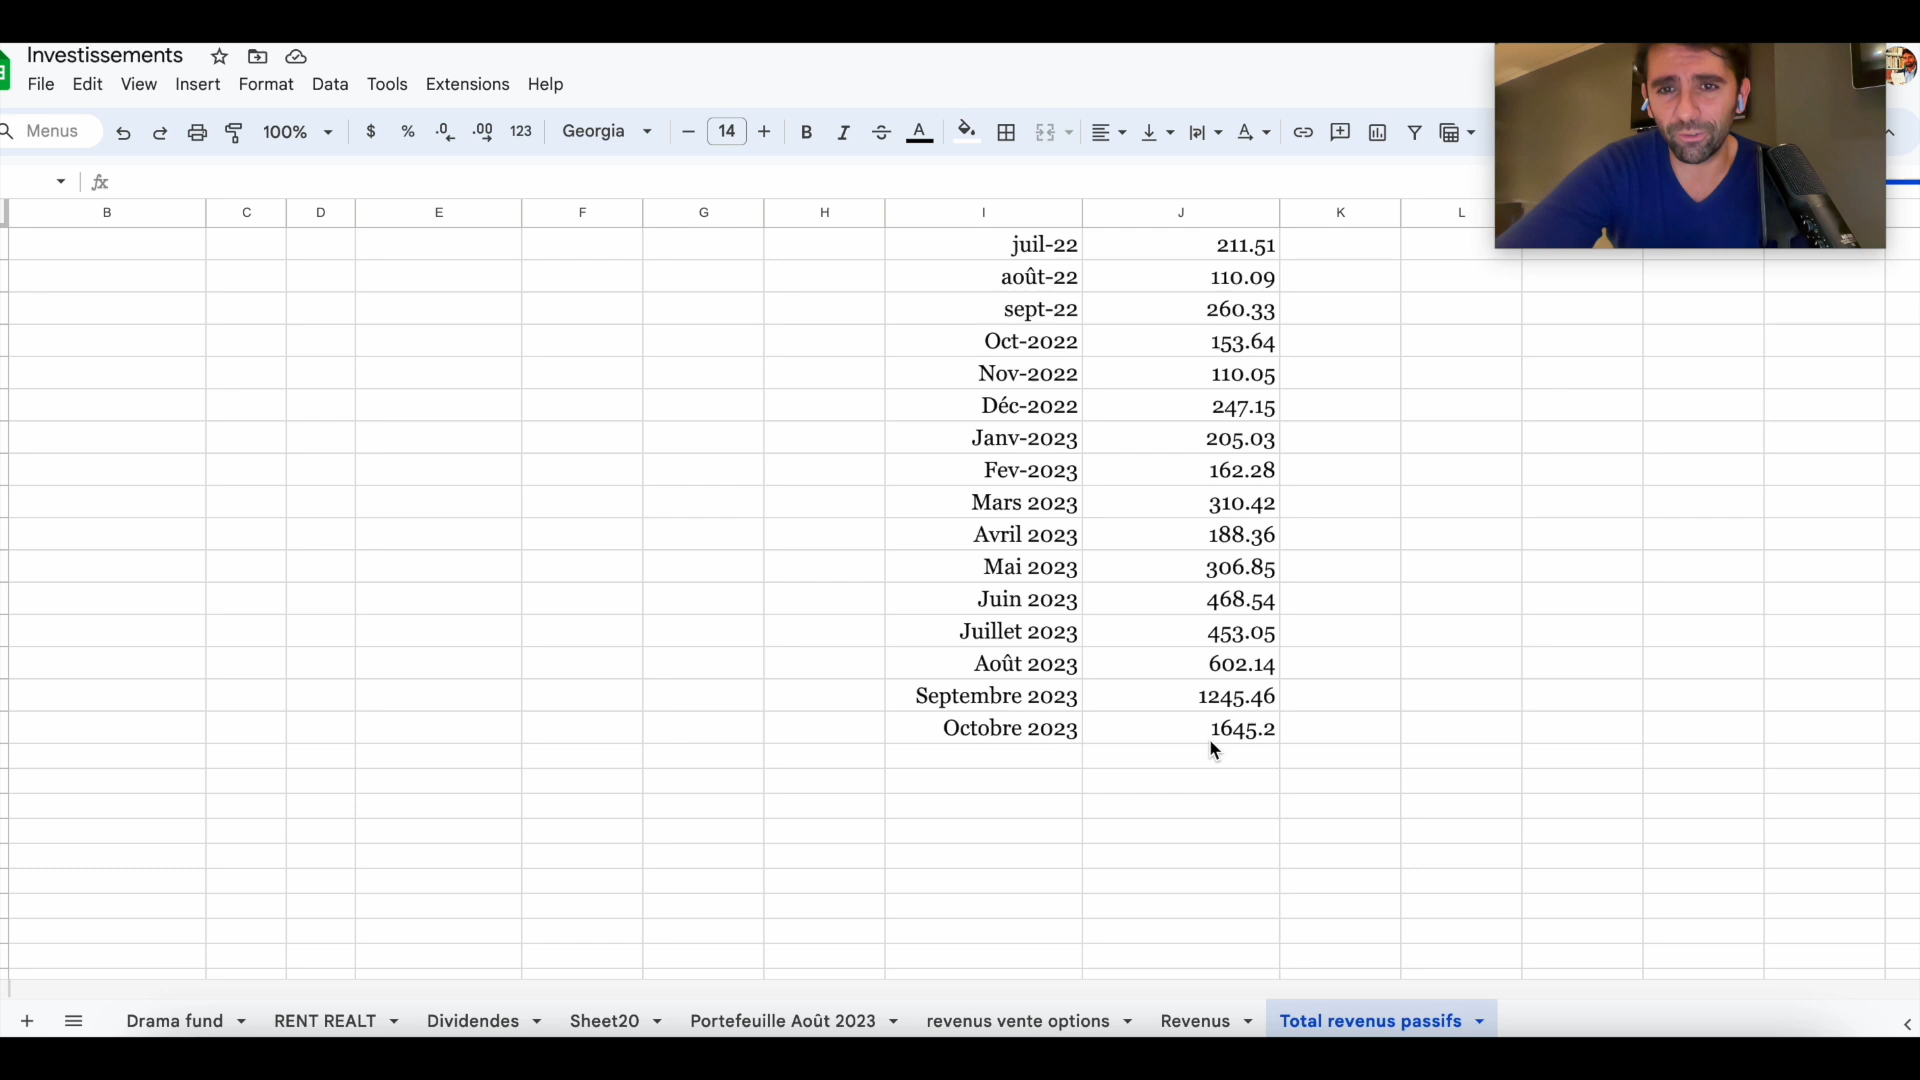 Investissements
File Edit View Insert Format Data Tools Extensions Help
Menus 100% $ % .0 .00 123 Georgia 14 B I S A A
fx
B C D E F G H I J K L
juil-22 211.51
août-22 110.09
sept-22 260.33
Oct-2022 153.64
Nov-2022 110.05
Déc-2022 247.15
Janv-2023 205.03
Fev-2023 162.28
Mars 2023 310.42
Avril 2023 188.36
Mai 2023 306.85
Juin 2023 468.54
Juillet 2023 453.05
Août 2023 602.14
Septembre 2023 1245.46
Octobre 2023 1645.2
Drama fund RENT REALT Dividendes Sheet20 Portefeuille Août 2023 revenus vente options Revenus Total revenus passifs